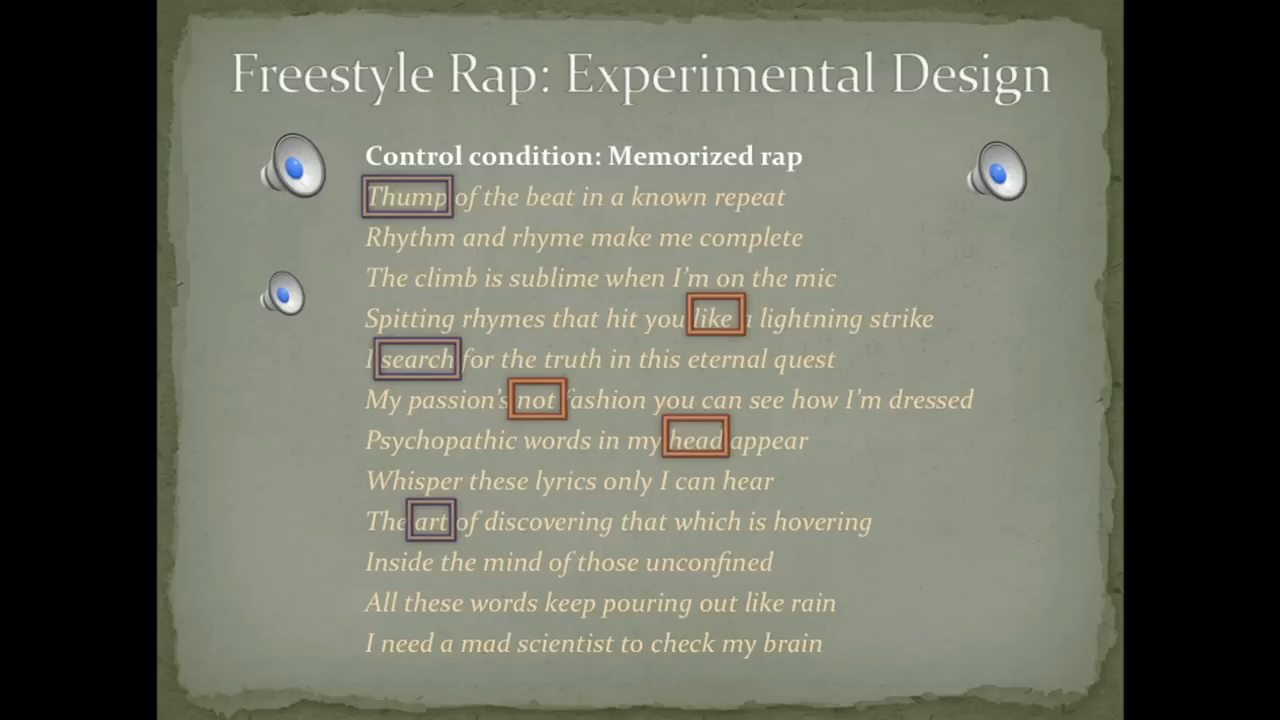 Freestyle Rap: Experimental Design
Control condition: Memorized rap
Thump of the beat in a known repeat
Rhythm and rhyme make me complete
The climb is sublime when I’m on the mic
Spitting rhymes that hit you like a lightning strike
I search for the truth in this eternal quest
My passion’s not fashion you can see how I’m dressed
Psychopathic words in my head appear
Whisper these lyrics only I can hear
The art of discovering that which is hovering
Inside the mind of those unconfined
All these words keep pouring out like rain
I need a mad scientist to check my brain